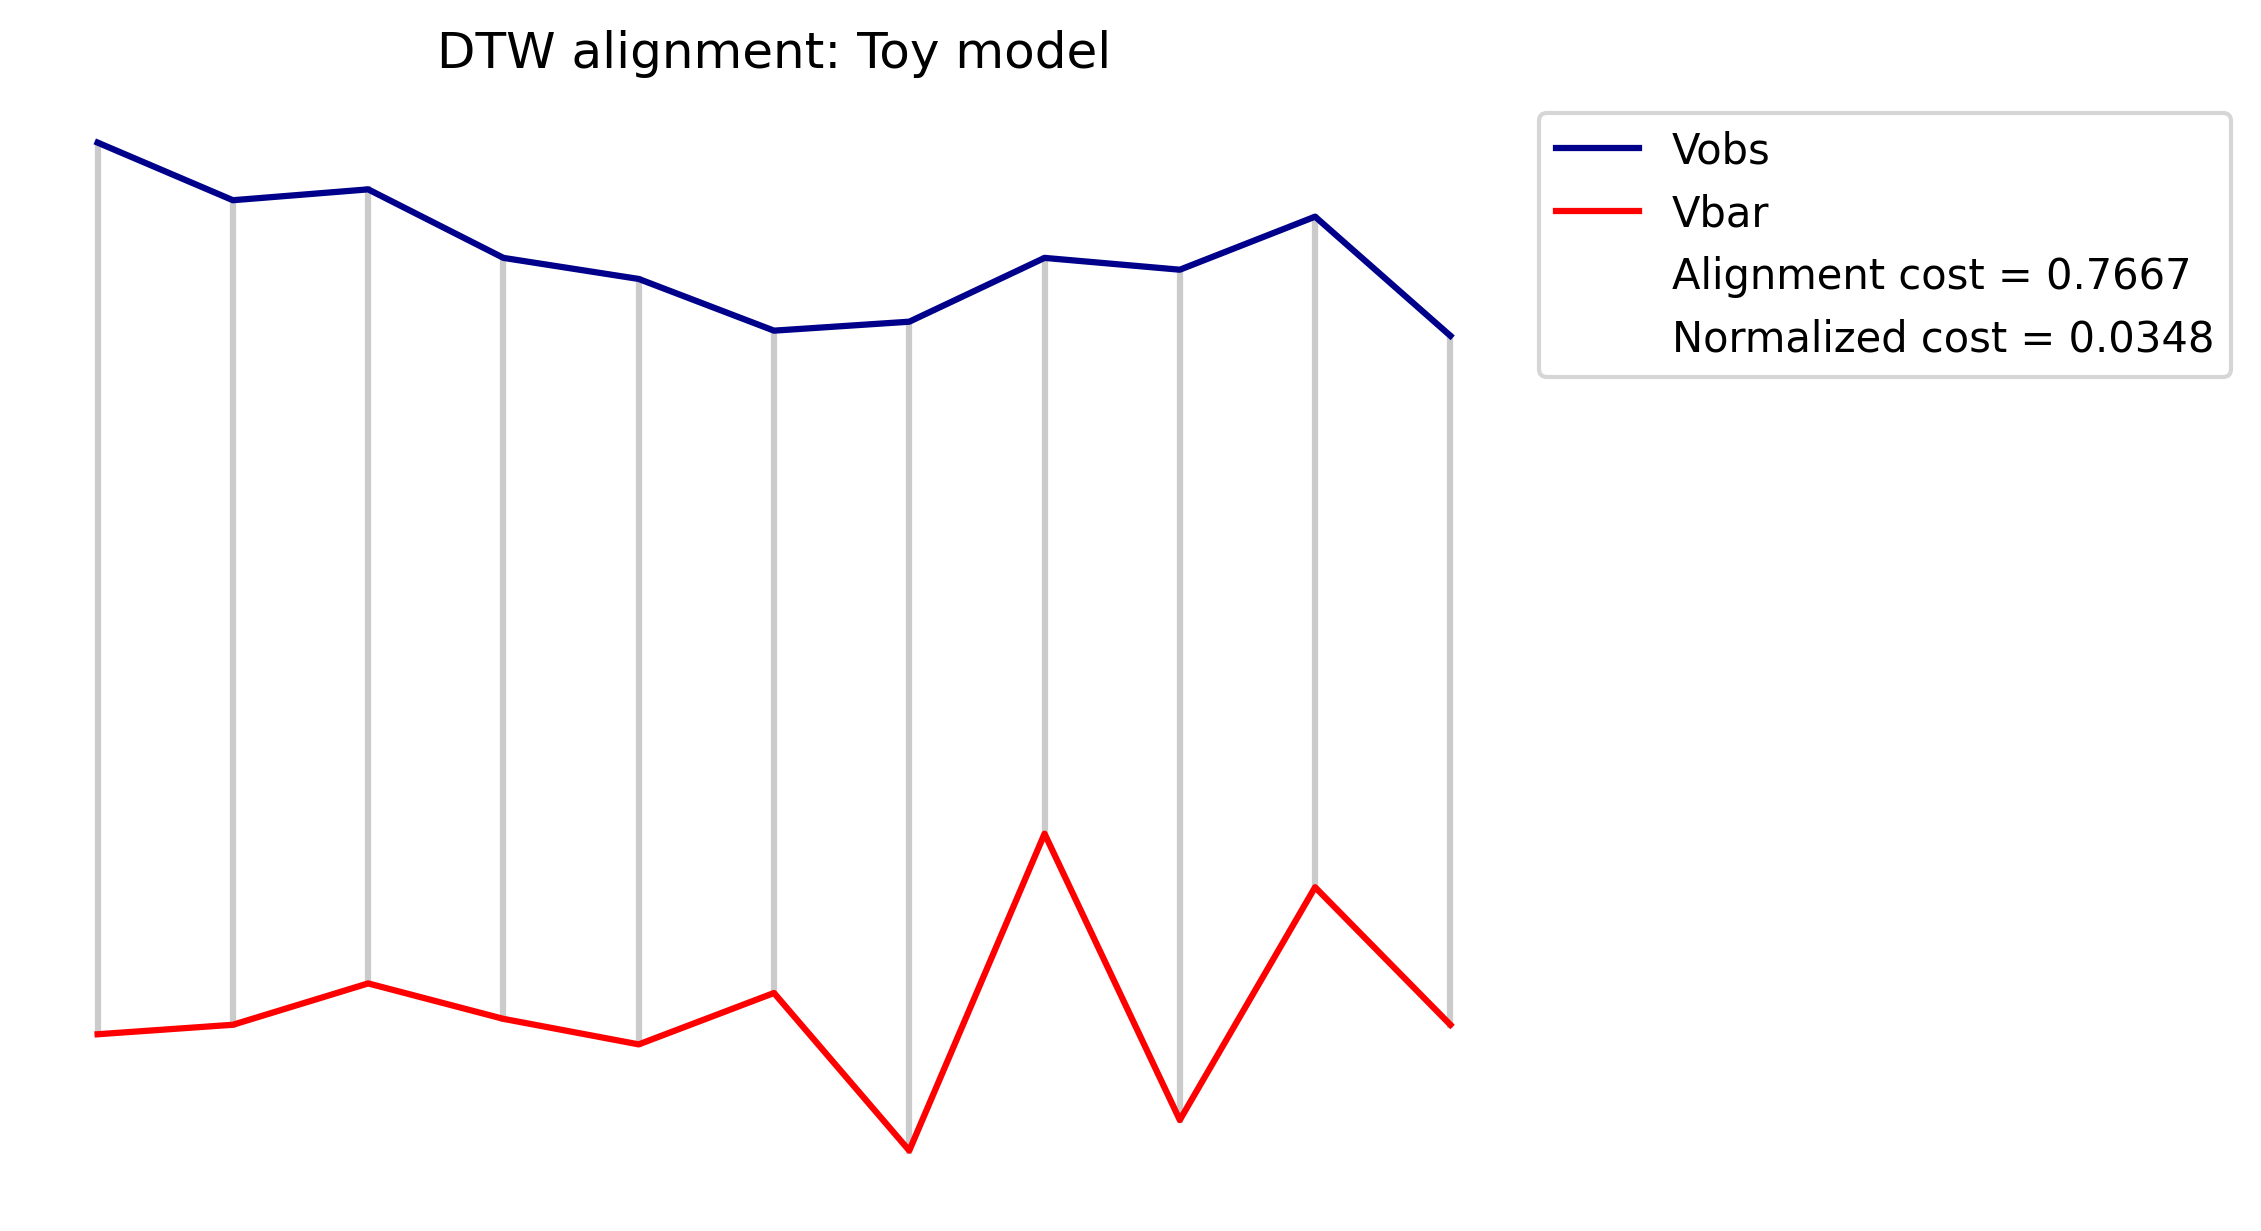 DTW alignment: Toy model
Vobs
Vbar
Alignment cost = 0.7667
Normalized cost = 0.0348